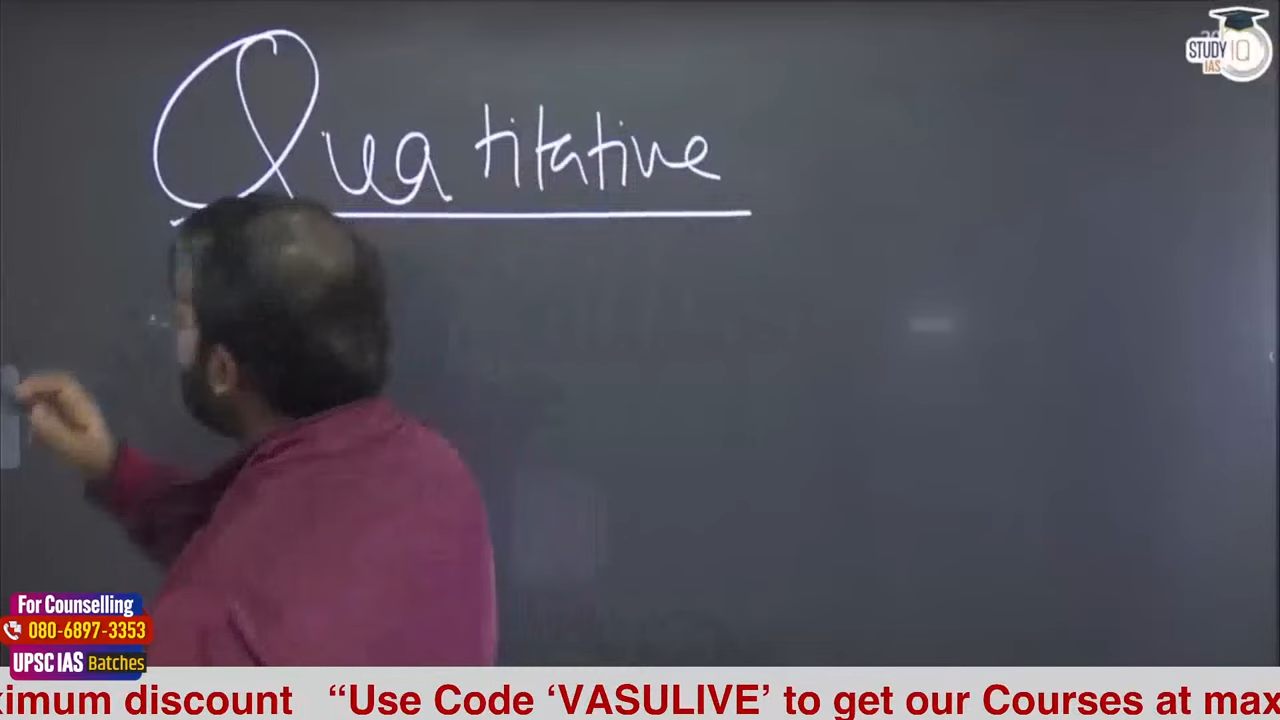 STUDY IQ
IAS
Quatitative
For Counselling
080-6897-3353
UPSC IAS Batches
ximum discount “Use Code ‘VASULIVE’ to get our Courses at max